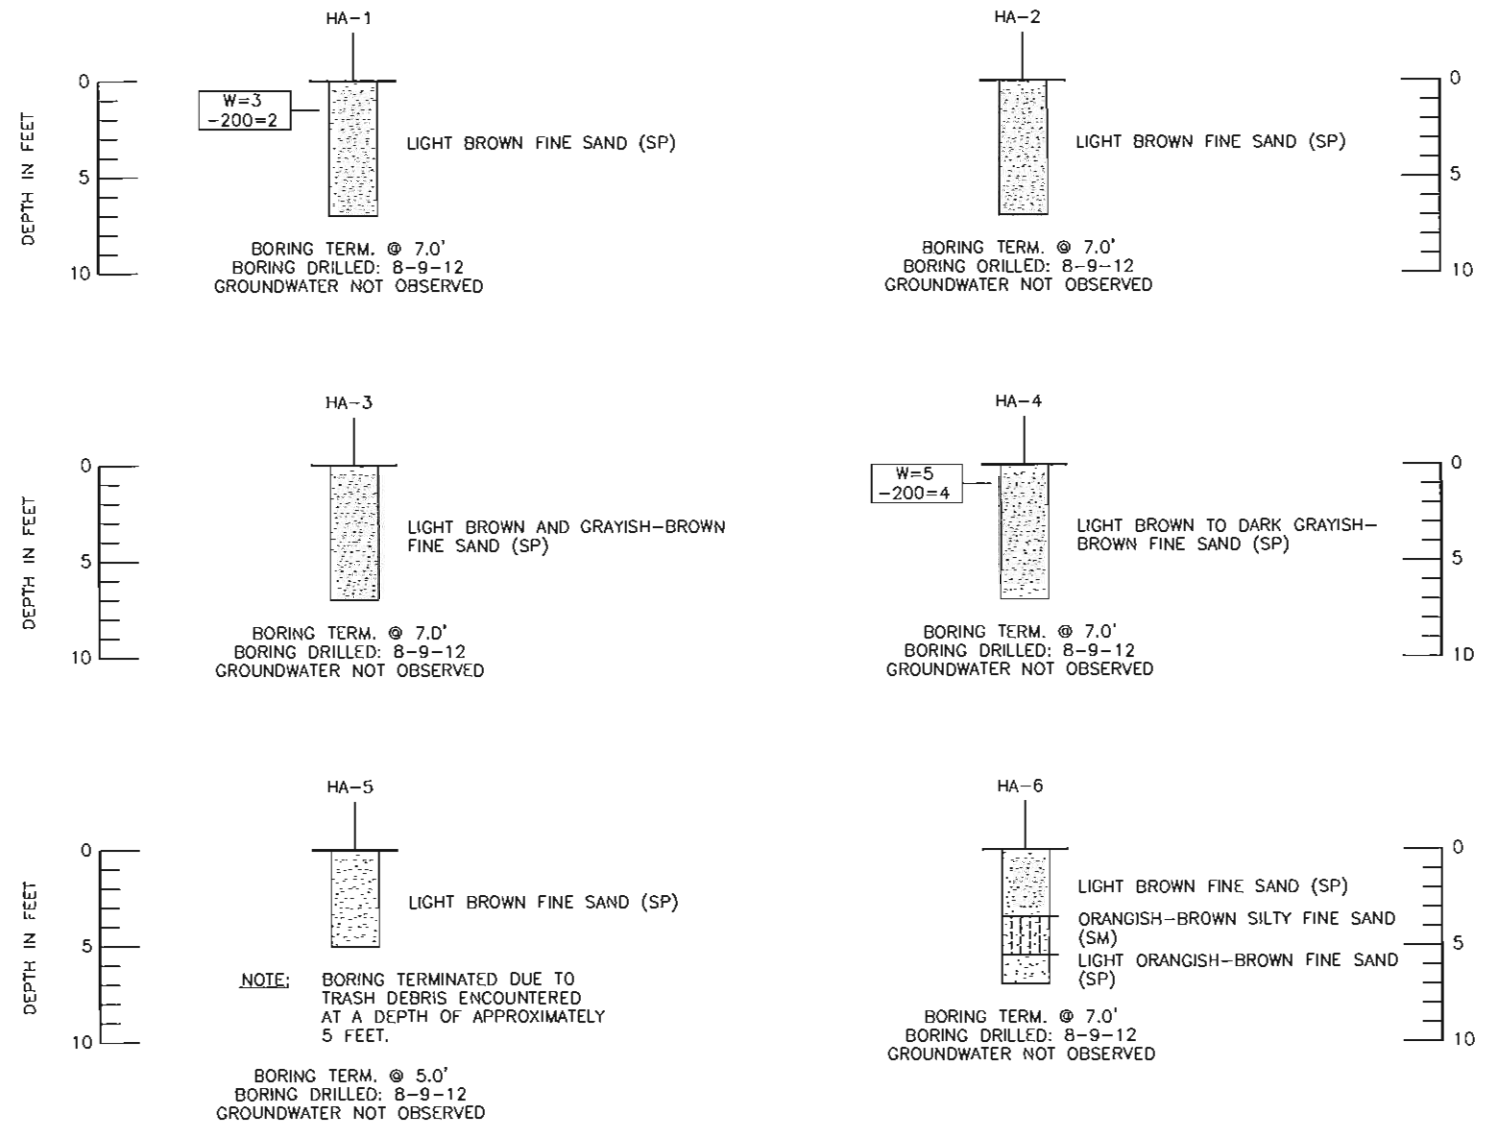 HA-1
0
5
10
DEPTH IN FEET
W=3
-200=2
LIGHT BROWN FINE SAND (SP)
BORING TERM. @ 7.0'
BORING DRILLED: 8-9-12
GROUNDWATER NOT OBSERVED
HA-2
LIGHT BROWN FINE SAND (SP)
0
5
10
BORING TERM. @ 7.0'
BORING ORILLED: 8-9-12
GROUNDWATER NOT OBSERVED
HA-3
0
5
10
DEPTH IN FEET
LIGHT BROWN AND GRAYISH-BROWN
FINE SAND (SP)
BORING TERM. @ 7.D'
BORING DRILLED: 8-9-12
GROUNDWATER NOT OBSERVED
HA-4
W=5
-200=4
LIGHT BROWN TO DARK GRAYISH-
BROWN FINE SAND (SP)
0
5
1D
BORING TERM. @ 7.0'
BORING DRILLED: 8-9-12
GROUNDWATER NOT OBSERVED
HA-5
0
5
10
DEPTH IN FEET
LIGHT BROWN FINE SAND (SP)
NOTE: BORING TERMINATED DUE TO
TRASH DEBRIS ENCOUNTERED
AT A DEPTH OF APPROXIMATELY
5 FEET.
BORING TERM. @ 5.0'
BORING DRILLED: 8-9-12
GROUNDWATER NOT OBSERVED
HA-6
LIGHT BROWN FINE SAND (SP)
ORANGISH-BROWN SILTY FINE SAND
(SM)
LIGHT ORANGISH-BROWN FINE SAND
(SP)
0
5
10
BORING TERM. @ 7.0'
BORING DRILLED: 8-9-12
GROUNDWATER NOT OBSERVED